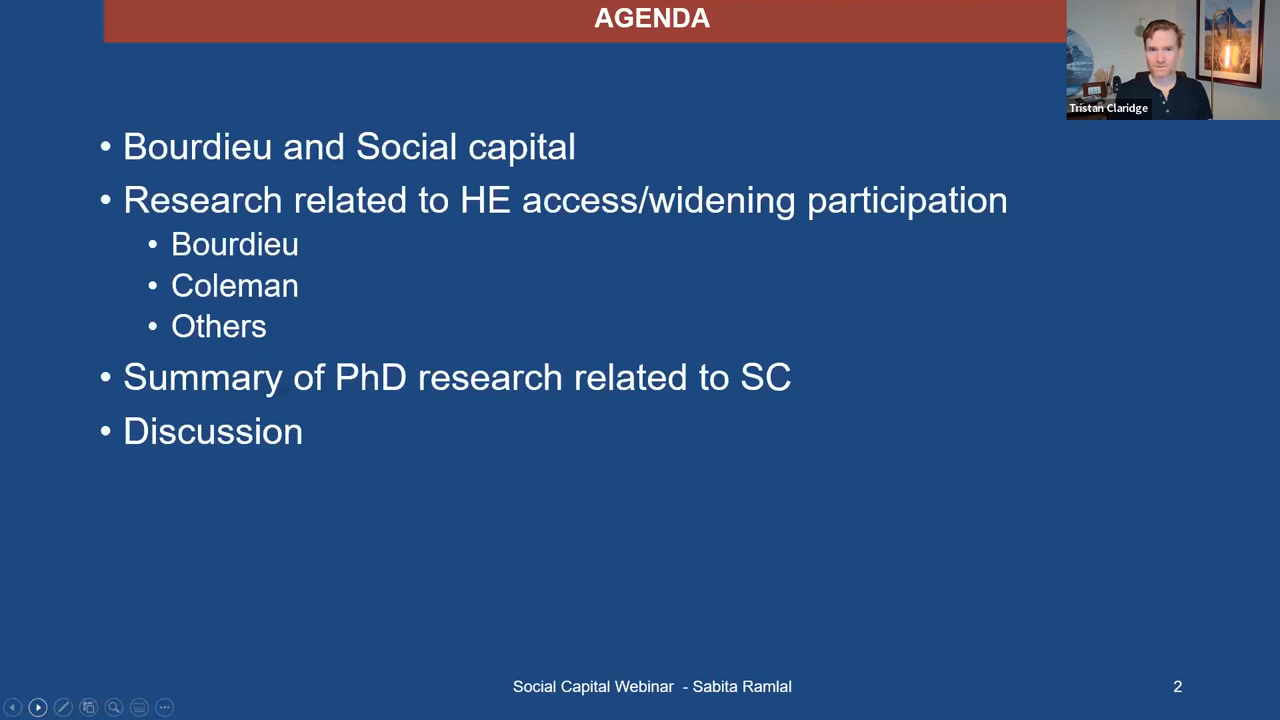 AGENDA
Tristan Claridge
• Bourdieu and Social capital
• Research related to HE access/widening participation
• Bourdieu
• Coleman
• Others
• Summary of PhD research related to SC
• Discussion
Social Capital Webinar - Sabita Ramlal
2